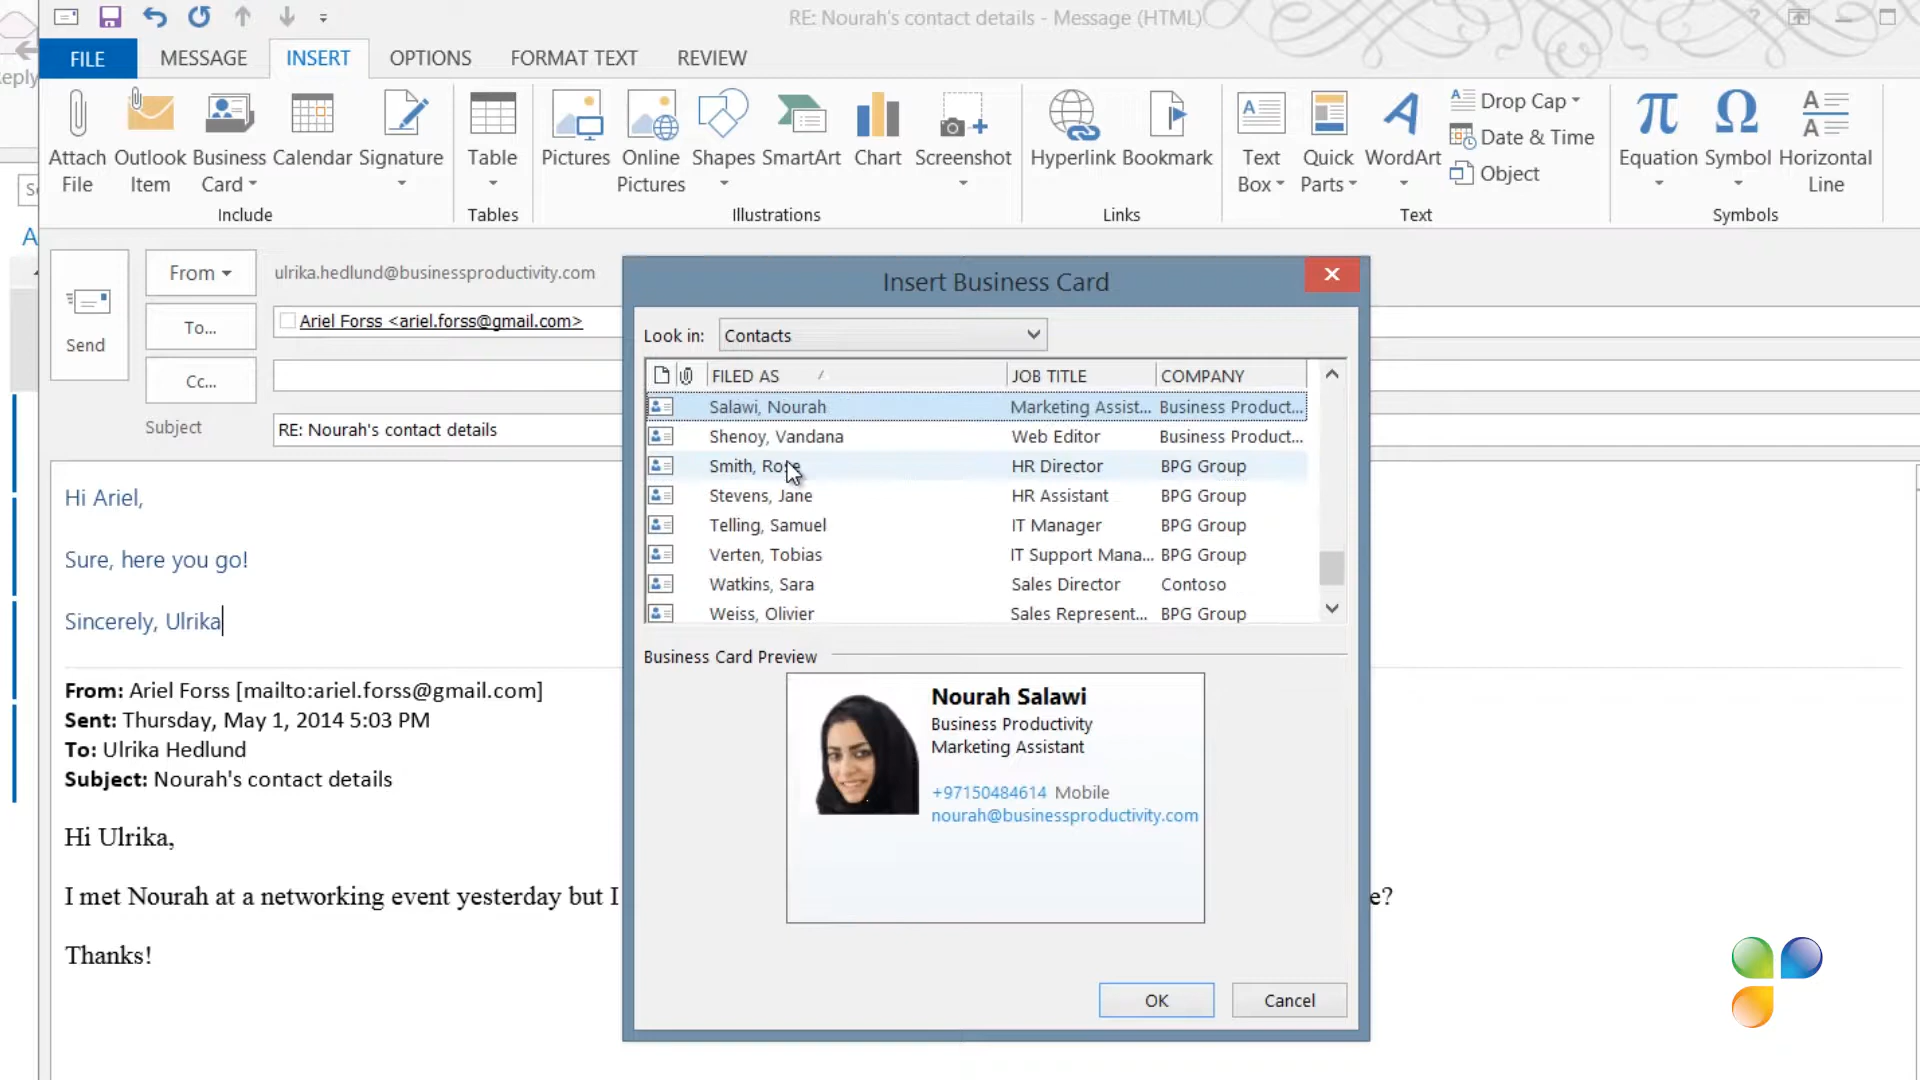 RE: Nourah's contact details - Message (HTML)
FILE MESSAGE INSERT OPTIONS FORMAT TEXT REVIEW
Attach File
Outlook Item
Business Card
Calendar
Signature
Include
Table
Tables
Pictures
Online Pictures
Shapes
SmartArt
Chart
Screenshot
Illustrations
Hyperlink
Bookmark
Links
Text Box
Quick Parts
WordArt
Drop Cap
Date & Time
Object
Text
Equation
Symbol
Horizontal Line
Symbols
Send
From ulrika.hedlund@businessproductivity.com
To... Ariel Forss <ariel.forss@gmail.com>
Cc...
Subject RE: Nourah's contact details
Hi Ariel,
Sure, here you go!
Sincerely, Ulrika
From: Ariel Forss [mailto:ariel.forss@gmail.com]
Sent: Thursday, May 1, 2014 5:03 PM
To: Ulrika Hedlund
Subject: Nourah's contact details
Hi Ulrika,
I met Nourah at a networking event yesterday but I
e?
Thanks!
Insert Business Card
Look in: Contacts
FILED AS JOB TITLE COMPANY
Salawi, Nourah Marketing Assist... Business Product...
Shenoy, Vandana Web Editor Business Product...
Smith, Rose HR Director BPG Group
Stevens, Jane HR Assistant BPG Group
Telling, Samuel IT Manager BPG Group
Verten, Tobias IT Support Mana... BPG Group
Watkins, Sara Sales Director Contoso
Weiss, Olivier Sales Represent... BPG Group
Business Card Preview
Nourah Salawi
Business Productivity
Marketing Assistant
+97150484614 Mobile
nourah@businessproductivity.com
OK Cancel